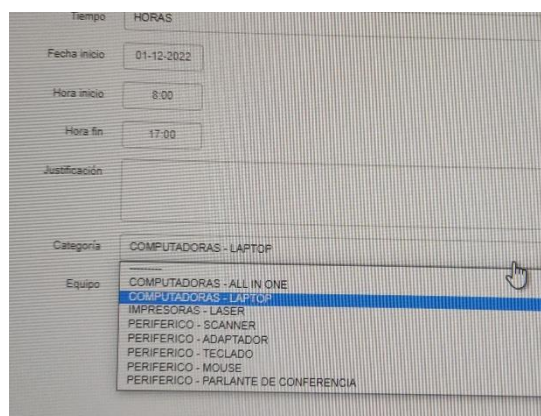 Tiempo HORAS
Fecha inicio 01-12-2022
Hora inicio 8:00
Hora fin 17:00
Justificación
Categoría COMPUTADORAS - LAPTOP
Equipo
---------
COMPUTADORAS - ALL IN ONE
COMPUTADORAS - LAPTOP
IMPRESORAS - LASER
PERIFERICO - SCANNER
PERIFERICO - ADAPTADOR
PERIFERICO - TECLADO
PERIFERICO - MOUSE
PERIFERICO - PARLANTE DE CONFERENCIA